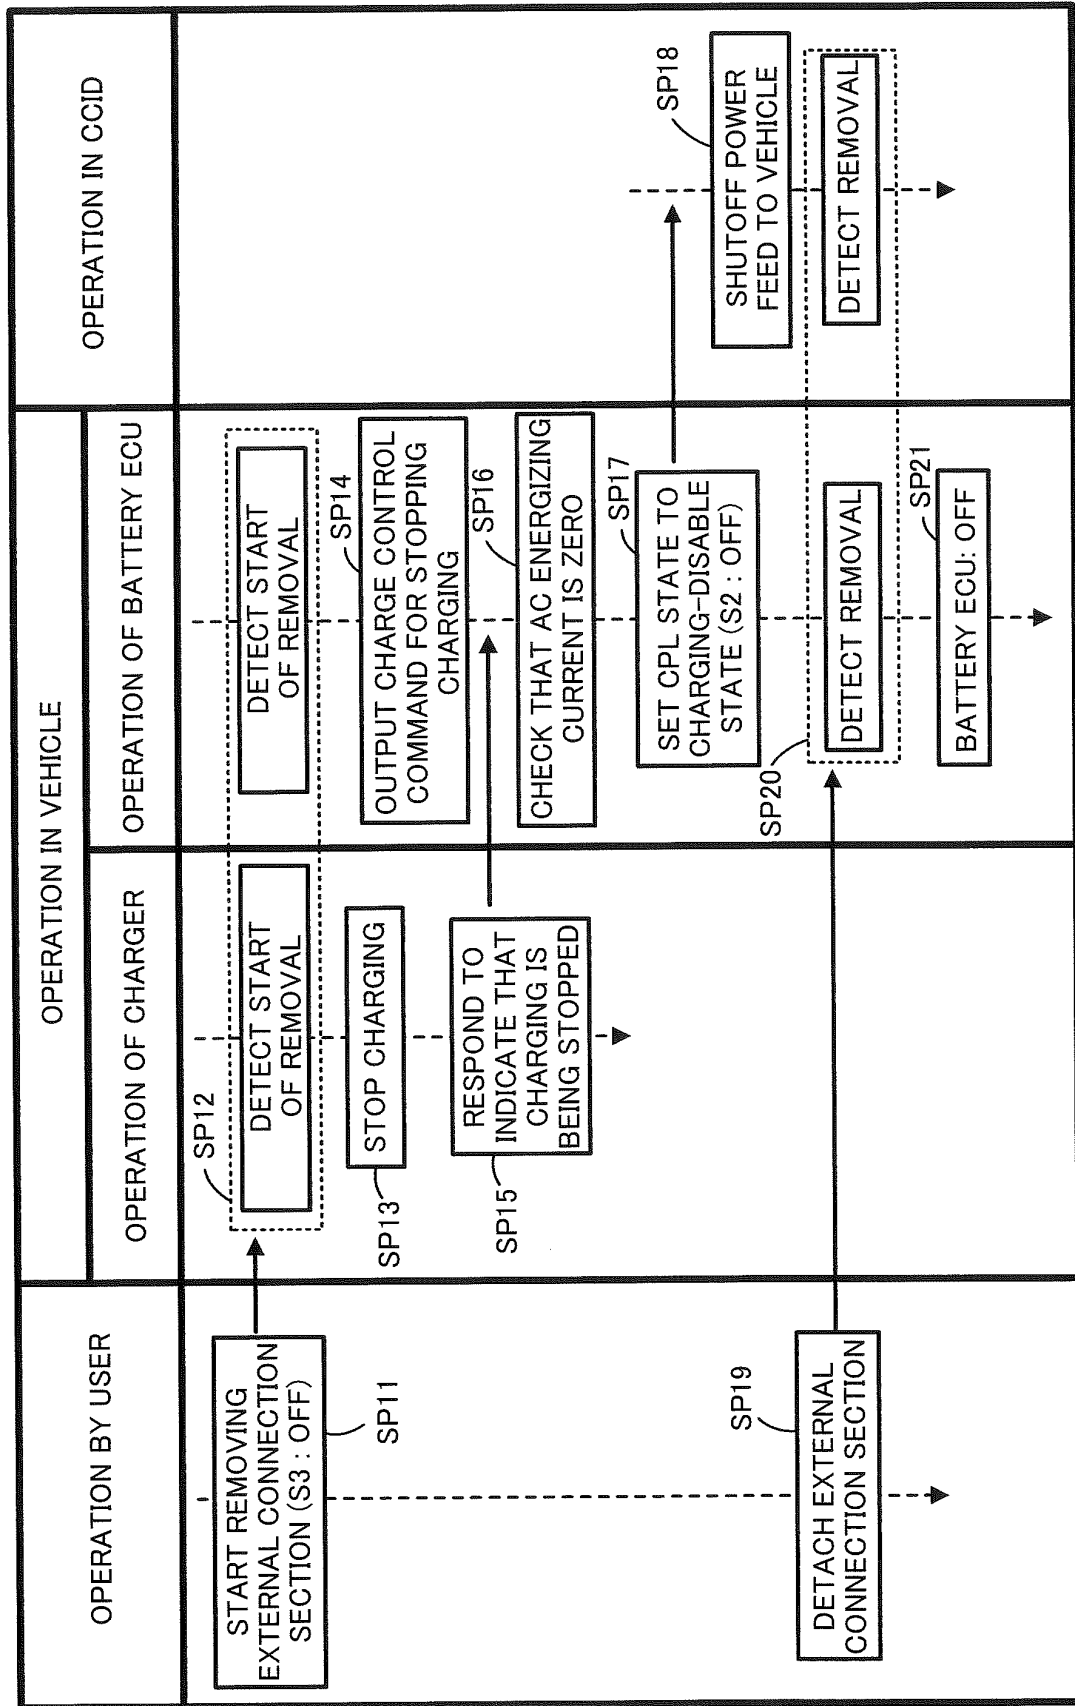 OPERATION BY USER
OPERATION IN VEHICLE
OPERATION OF CHARGER
OPERATION OF BATTERY ECU
OPERATION IN CCID
START REMOVING
EXTERNAL CONNECTION
SECTION (S3 : OFF)
SP11
SP12
DETECT START
OF REMOVAL
DETECT START
OF REMOVAL
SP13
STOP CHARGING
SP14
OUTPUT CHARGE CONTROL
COMMAND FOR STOPPING
CHARGING
SP15
RESPOND TO
INDICATE THAT
CHARGING IS
BEING STOPPED
SP16
CHECK THAT AC ENERGIZING
CURRENT IS ZERO
SP17
SET CPL STATE TO
CHARGING-DISABLE
STATE (S2 : OFF)
SP18
SHUTOFF POWER
FEED TO VEHICLE
SP19
DETACH EXTERNAL
CONNECTION SECTION
SP20
DETECT REMOVAL
DETECT REMOVAL
SP21
BATTERY ECU: OFF